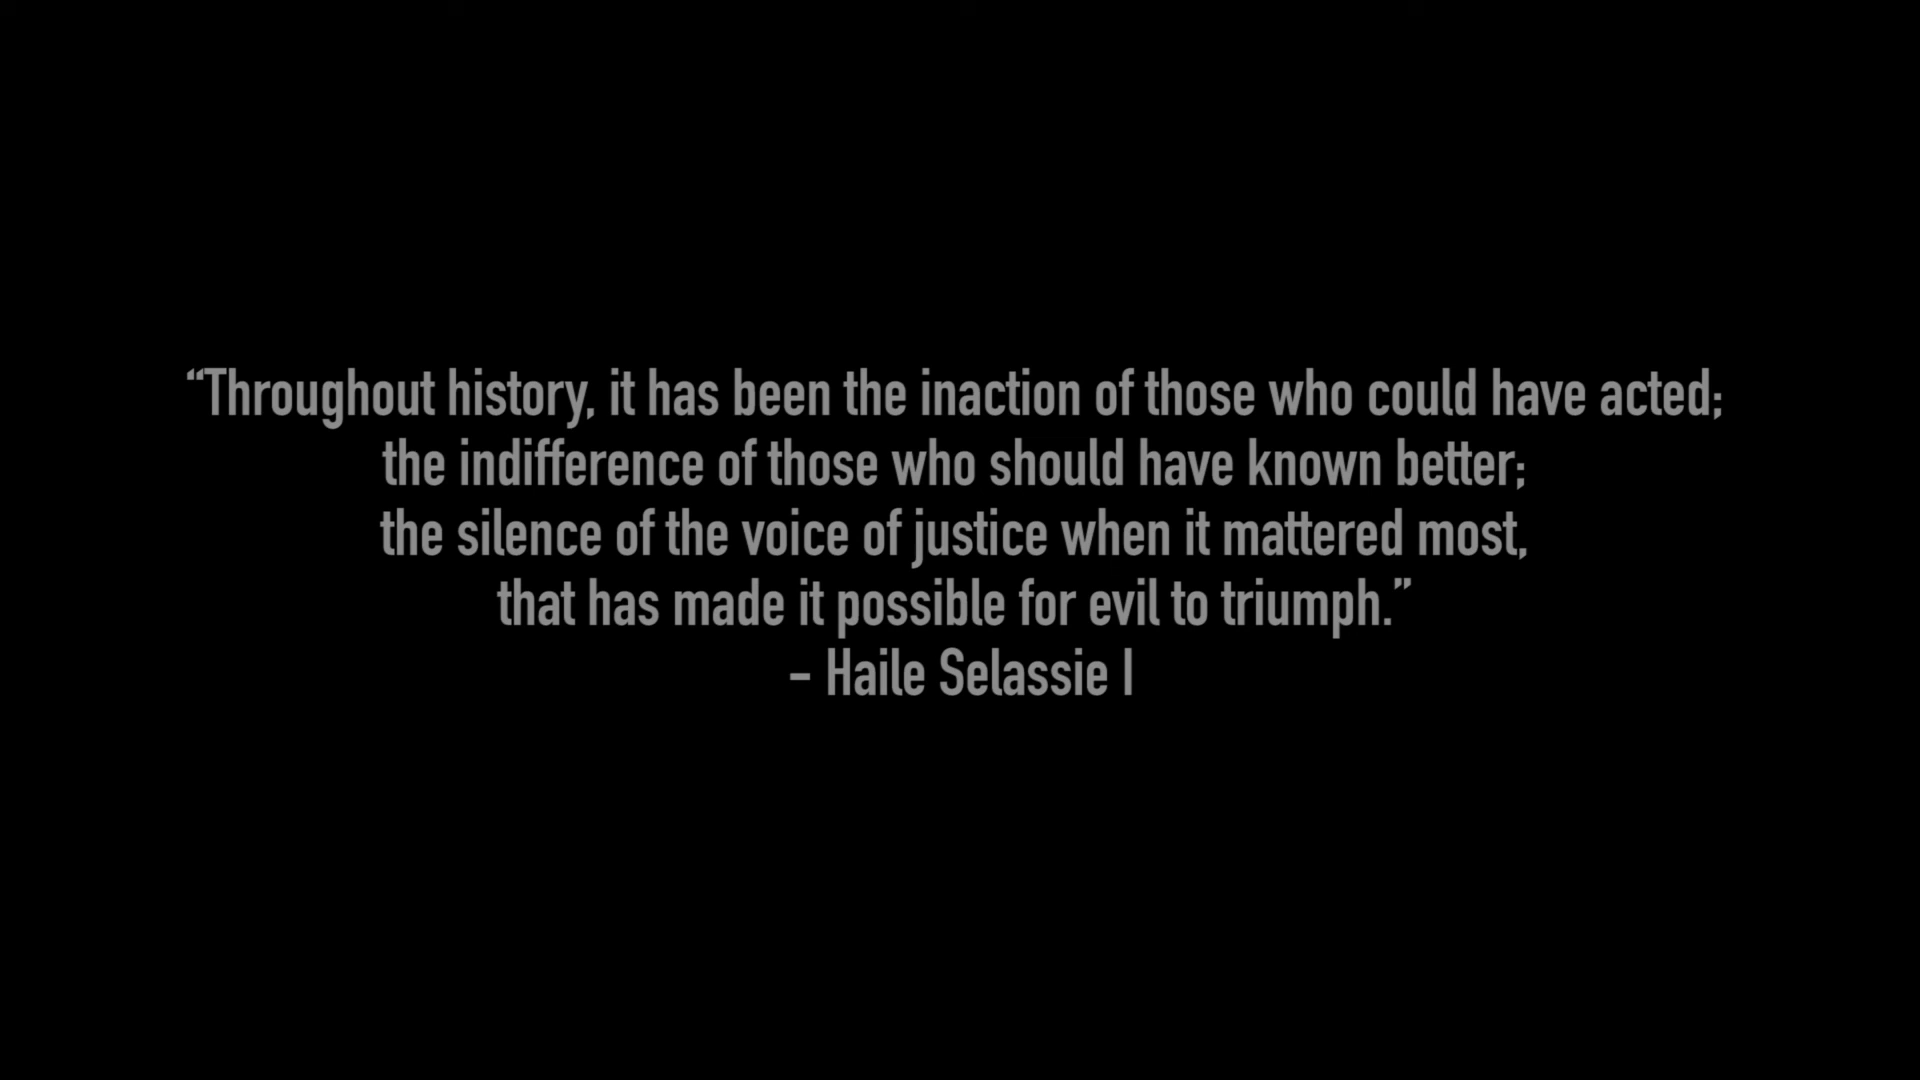 “Throughout history, it has been the inaction of those who could have acted;
the indifference of those who should have known better;
the silence of the voice of justice when it mattered most,
that has made it possible for evil to triumph.”
– Haile Selassie I